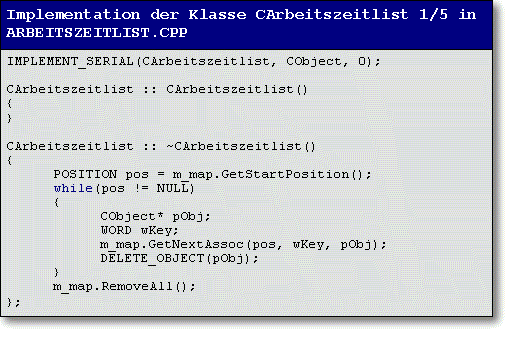 Implementation der Klasse CArbeitszeitlist 1/5 in
ARBEITSZEITLIST.CPP
IMPLEMENT_SERIAL(CArbeitszeitlist, CObject, 0);
CArbeitszeitlist :: CArbeitszeitlist()
{
}
CArbeitszeitlist :: ~CArbeitszeitlist()
{
POSITION pos = m_map.GetStartPosition();
while(pos != NULL)
{
CObject* pObj;
WORD wKey;
m_map.GetNextAssoc(pos, wKey, pObj);
DELETE_OBJECT(pObj);
}
m_map.RemoveAll();
};